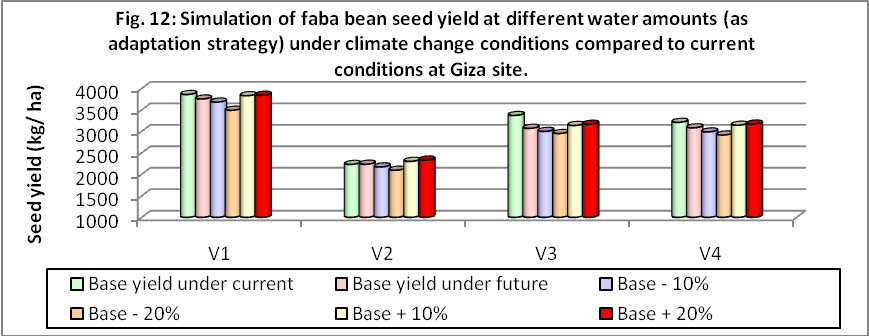 Fig. 12: Simulation of faba bean seed yield at different water amounts (as
adaptation strategy) under climate change conditions compared to current
conditions at Giza site.
Seed yield (kg/ ha)
4000
3500
3000
2500
2000
1500
1000
V1 V2 V3 V4
Base yield under current Base yield under future Base - 10%
Base - 20% Base + 10% Base + 20%